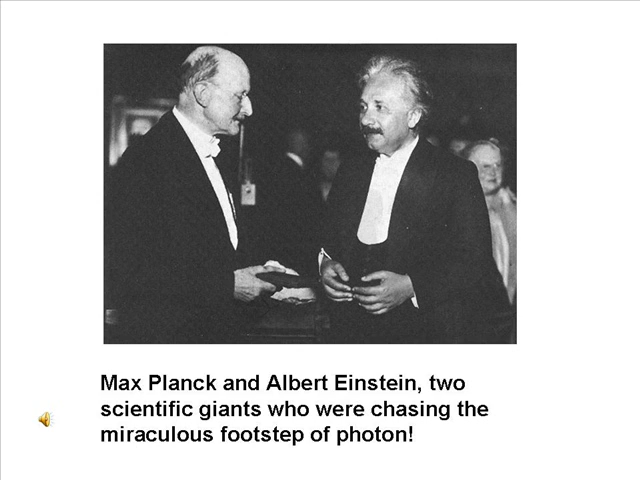 Max Planck and Albert Einstein, two
scientific giants who were chasing the
miraculous footstep of photon!